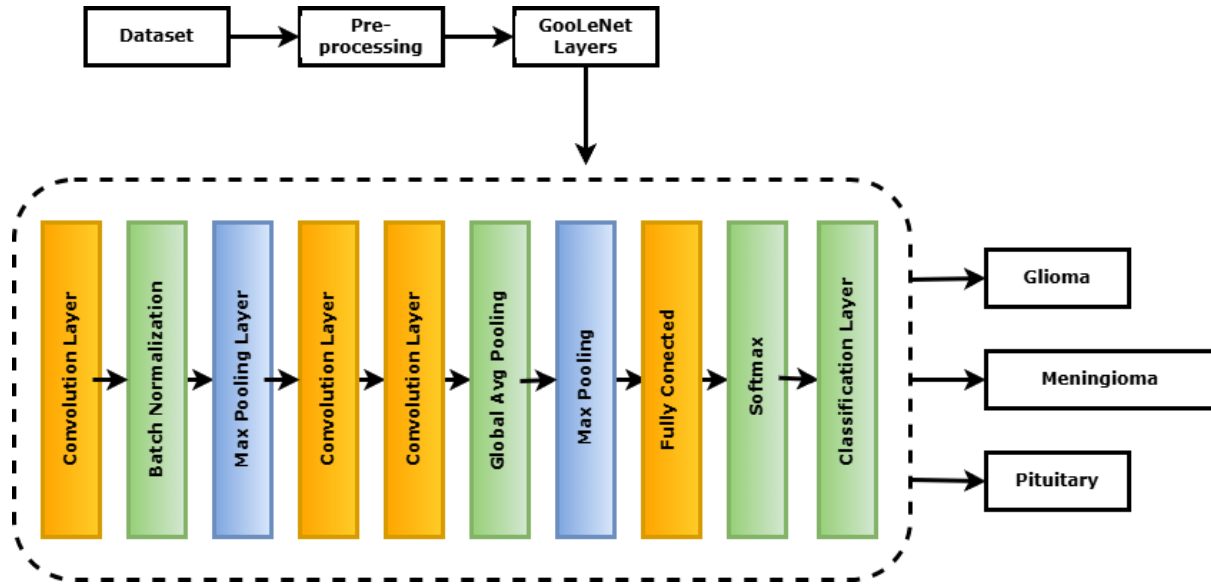 Dataset
Pre-
processing
GooLeNet
Layers
Convolution Layer
Batch Normalization
Max Pooling Layer
Convolution Layer
Convolution Layer
Global Avg Pooling
Max Pooling
Fully Conected
Softmax
Classification Layer
Glioma
Meningioma
Pituitary